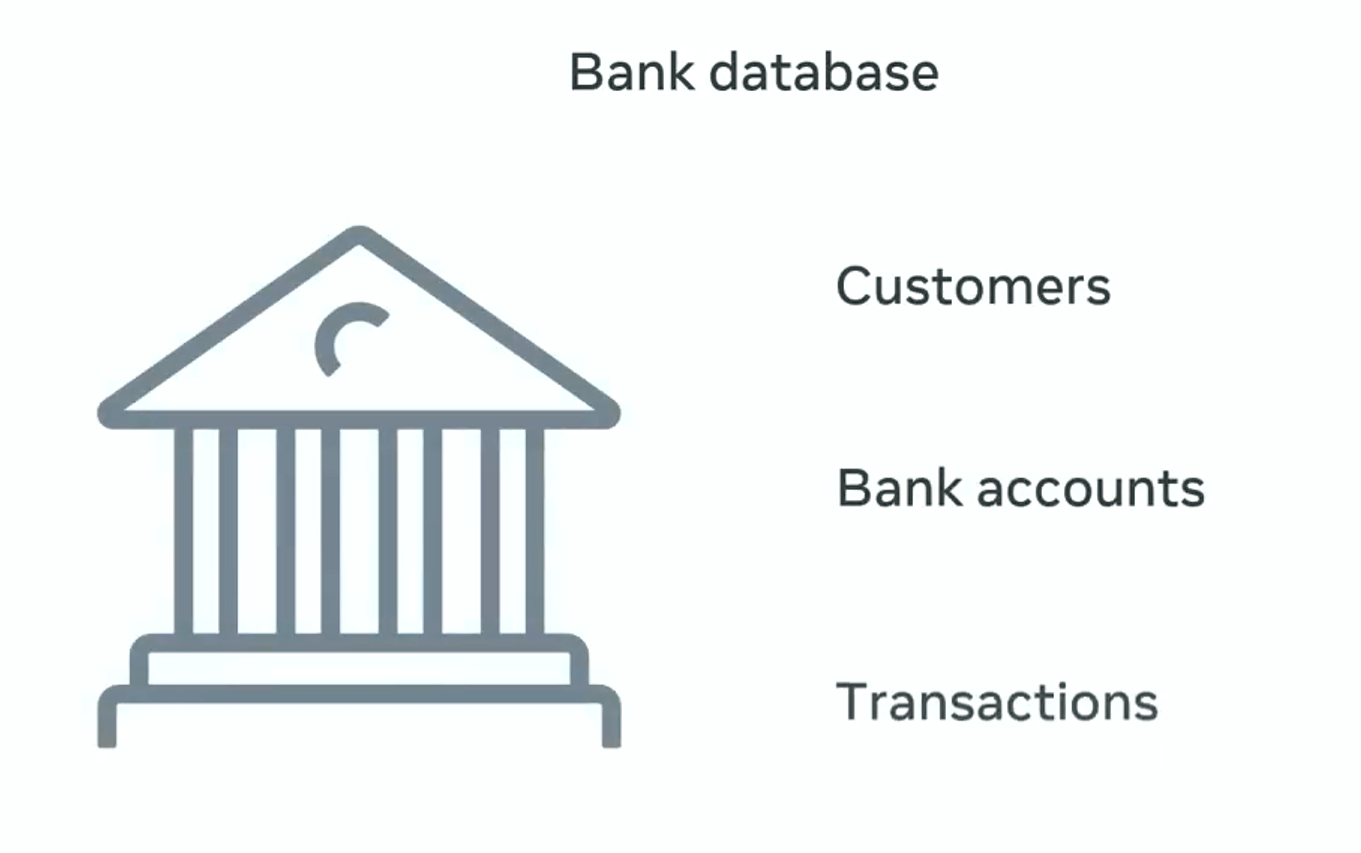 Bank database
Customers
Bank accounts
Transactions